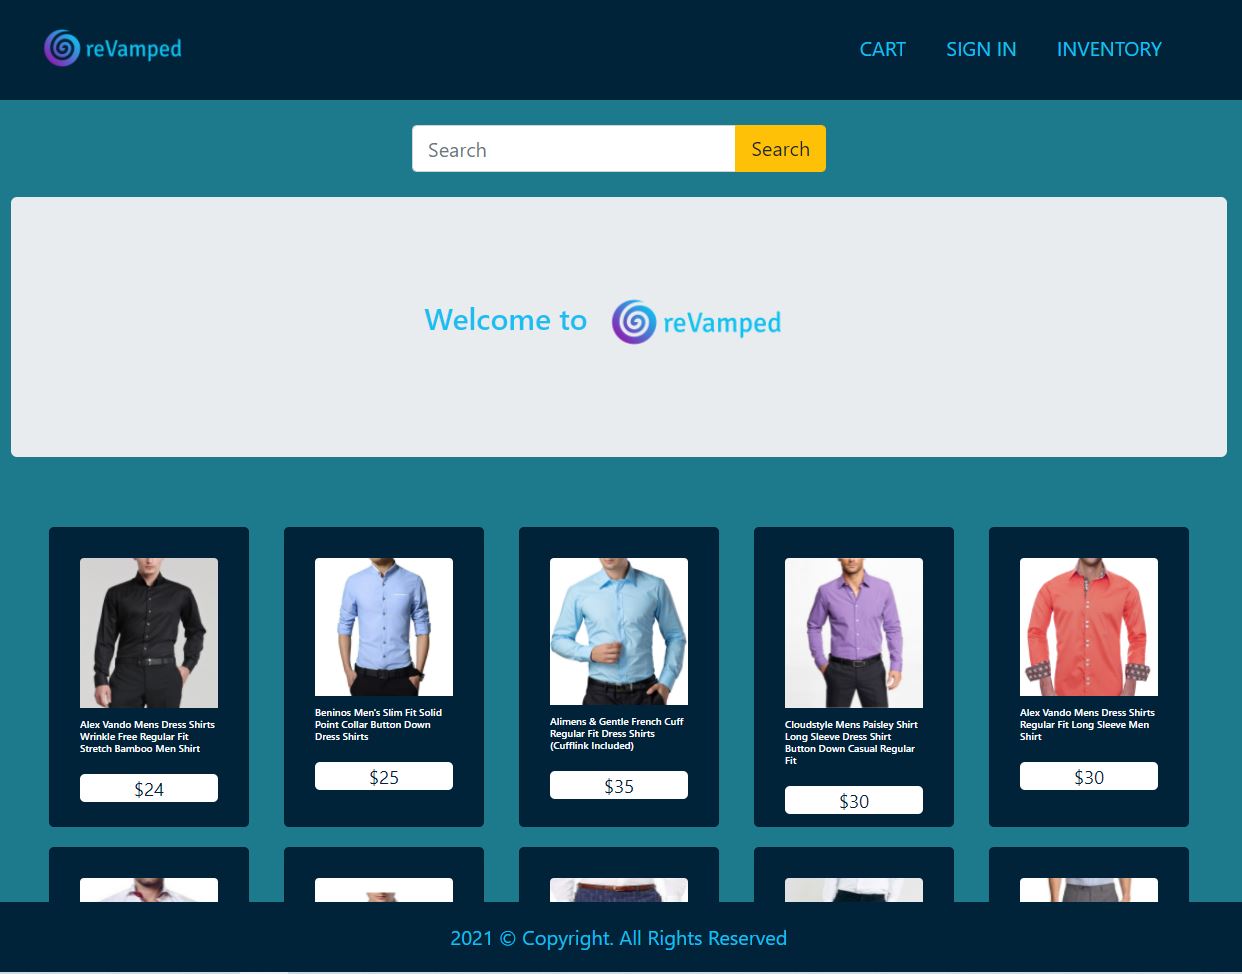 reVamped
CART SIGN IN INVENTORY
Search Search
Welcome to reVamped
Alex Vando Mens Dress Shirts
Wrinkle Free Regular Fit
Stretch Bamboo Men Shirt
$24
Beninos Men's Slim Fit Solid
Point Collar Button Down
Dress Shirts
$25
Alimens & Gentle French Cuff
Regular Fit Dress Shirts
(Cufflink Included)
$35
Cloudstyle Mens Paisley Shirt
Long Sleeve Dress Shirt
Button Down Casual Regular
Fit
$30
Alex Vando Mens Dress Shirts
Regular Fit Long Sleeve Men
Shirt
$30
2021 © Copyright. All Rights Reserved